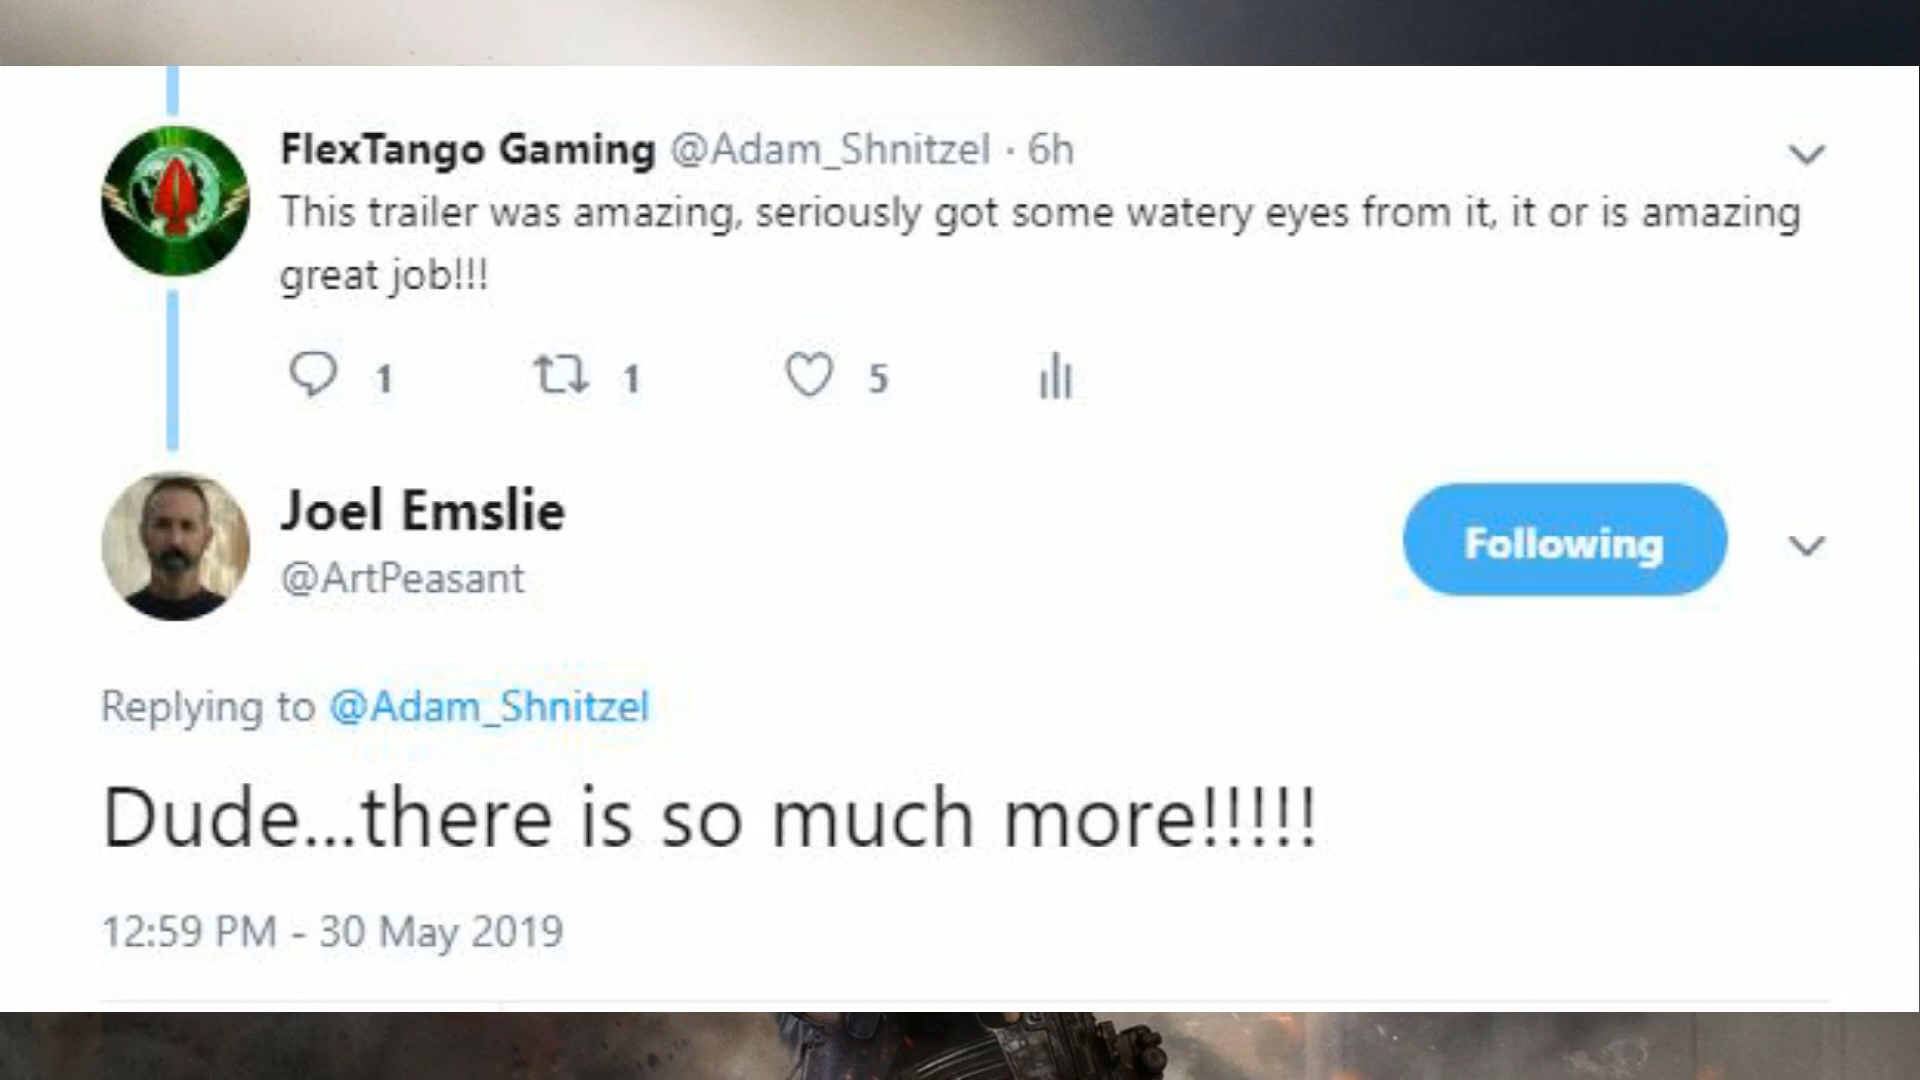 FlexTango Gaming @Adam_Shnitzel · 6h
This trailer was amazing, seriously got some watery eyes from it, it or is amazing
great job!!!
1 1 5
Joel Emslie
@ArtPeasant
Following
Replying to @Adam_Shnitzel
Dude...there is so much more!!!!!
12:59 PM - 30 May 2019